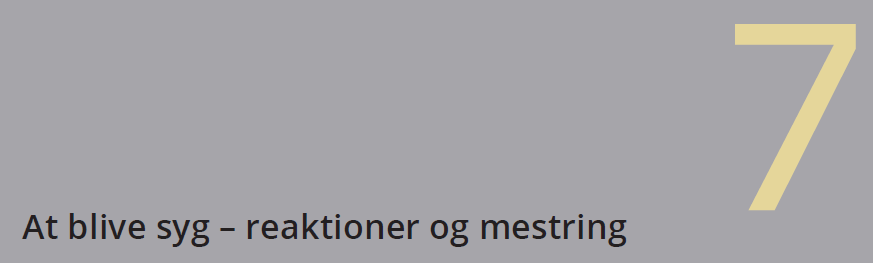 7
At blive syg – reaktioner og mestring